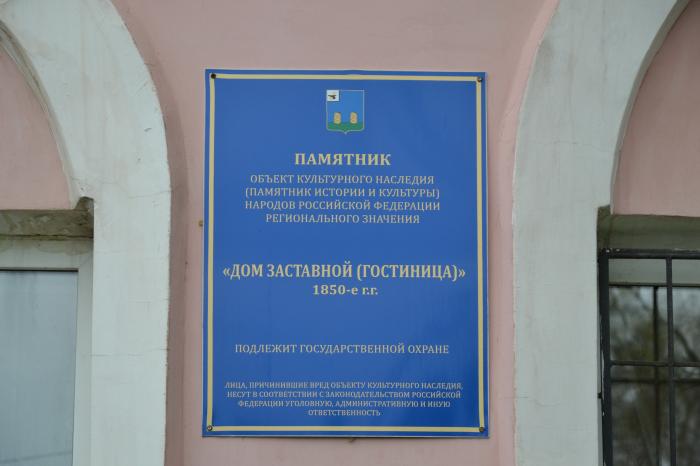 ПАМЯТНИК
ОБЪЕКТ КУЛЬТУРНОГО НАСЛЕДИЯ
(ПАМЯТНИК ИСТОРИИ И КУЛЬТУРЫ)
НАРОДОВ РОССИЙСКОЙ ФЕДЕРАЦИИ
РЕГИОНАЛЬНОГО ЗНАЧЕНИЯ
«ДОМ ЗАСТАВНОЙ (ГОСТИНИЦА)»
1850-е г.г.
ПОДЛЕЖИТ ГОСУДАРСТВЕННОЙ ОХРАНЕ
ЛИЦА, ПРИЧИНИВШИЕ ВРЕД ОБЪЕКТУ КУЛЬТУРНОГО НАСЛЕДИЯ,
НЕСУТ В СООТВЕТСТВИИ С ЗАКОНОДАТЕЛЬСТВОМ РОССИЙСКОЙ
ФЕДЕРАЦИИ УГОЛОВНУЮ, АДМИНИСТРАТИВНУЮ И ИНУЮ
ОТВЕТСТВЕННОСТЬ